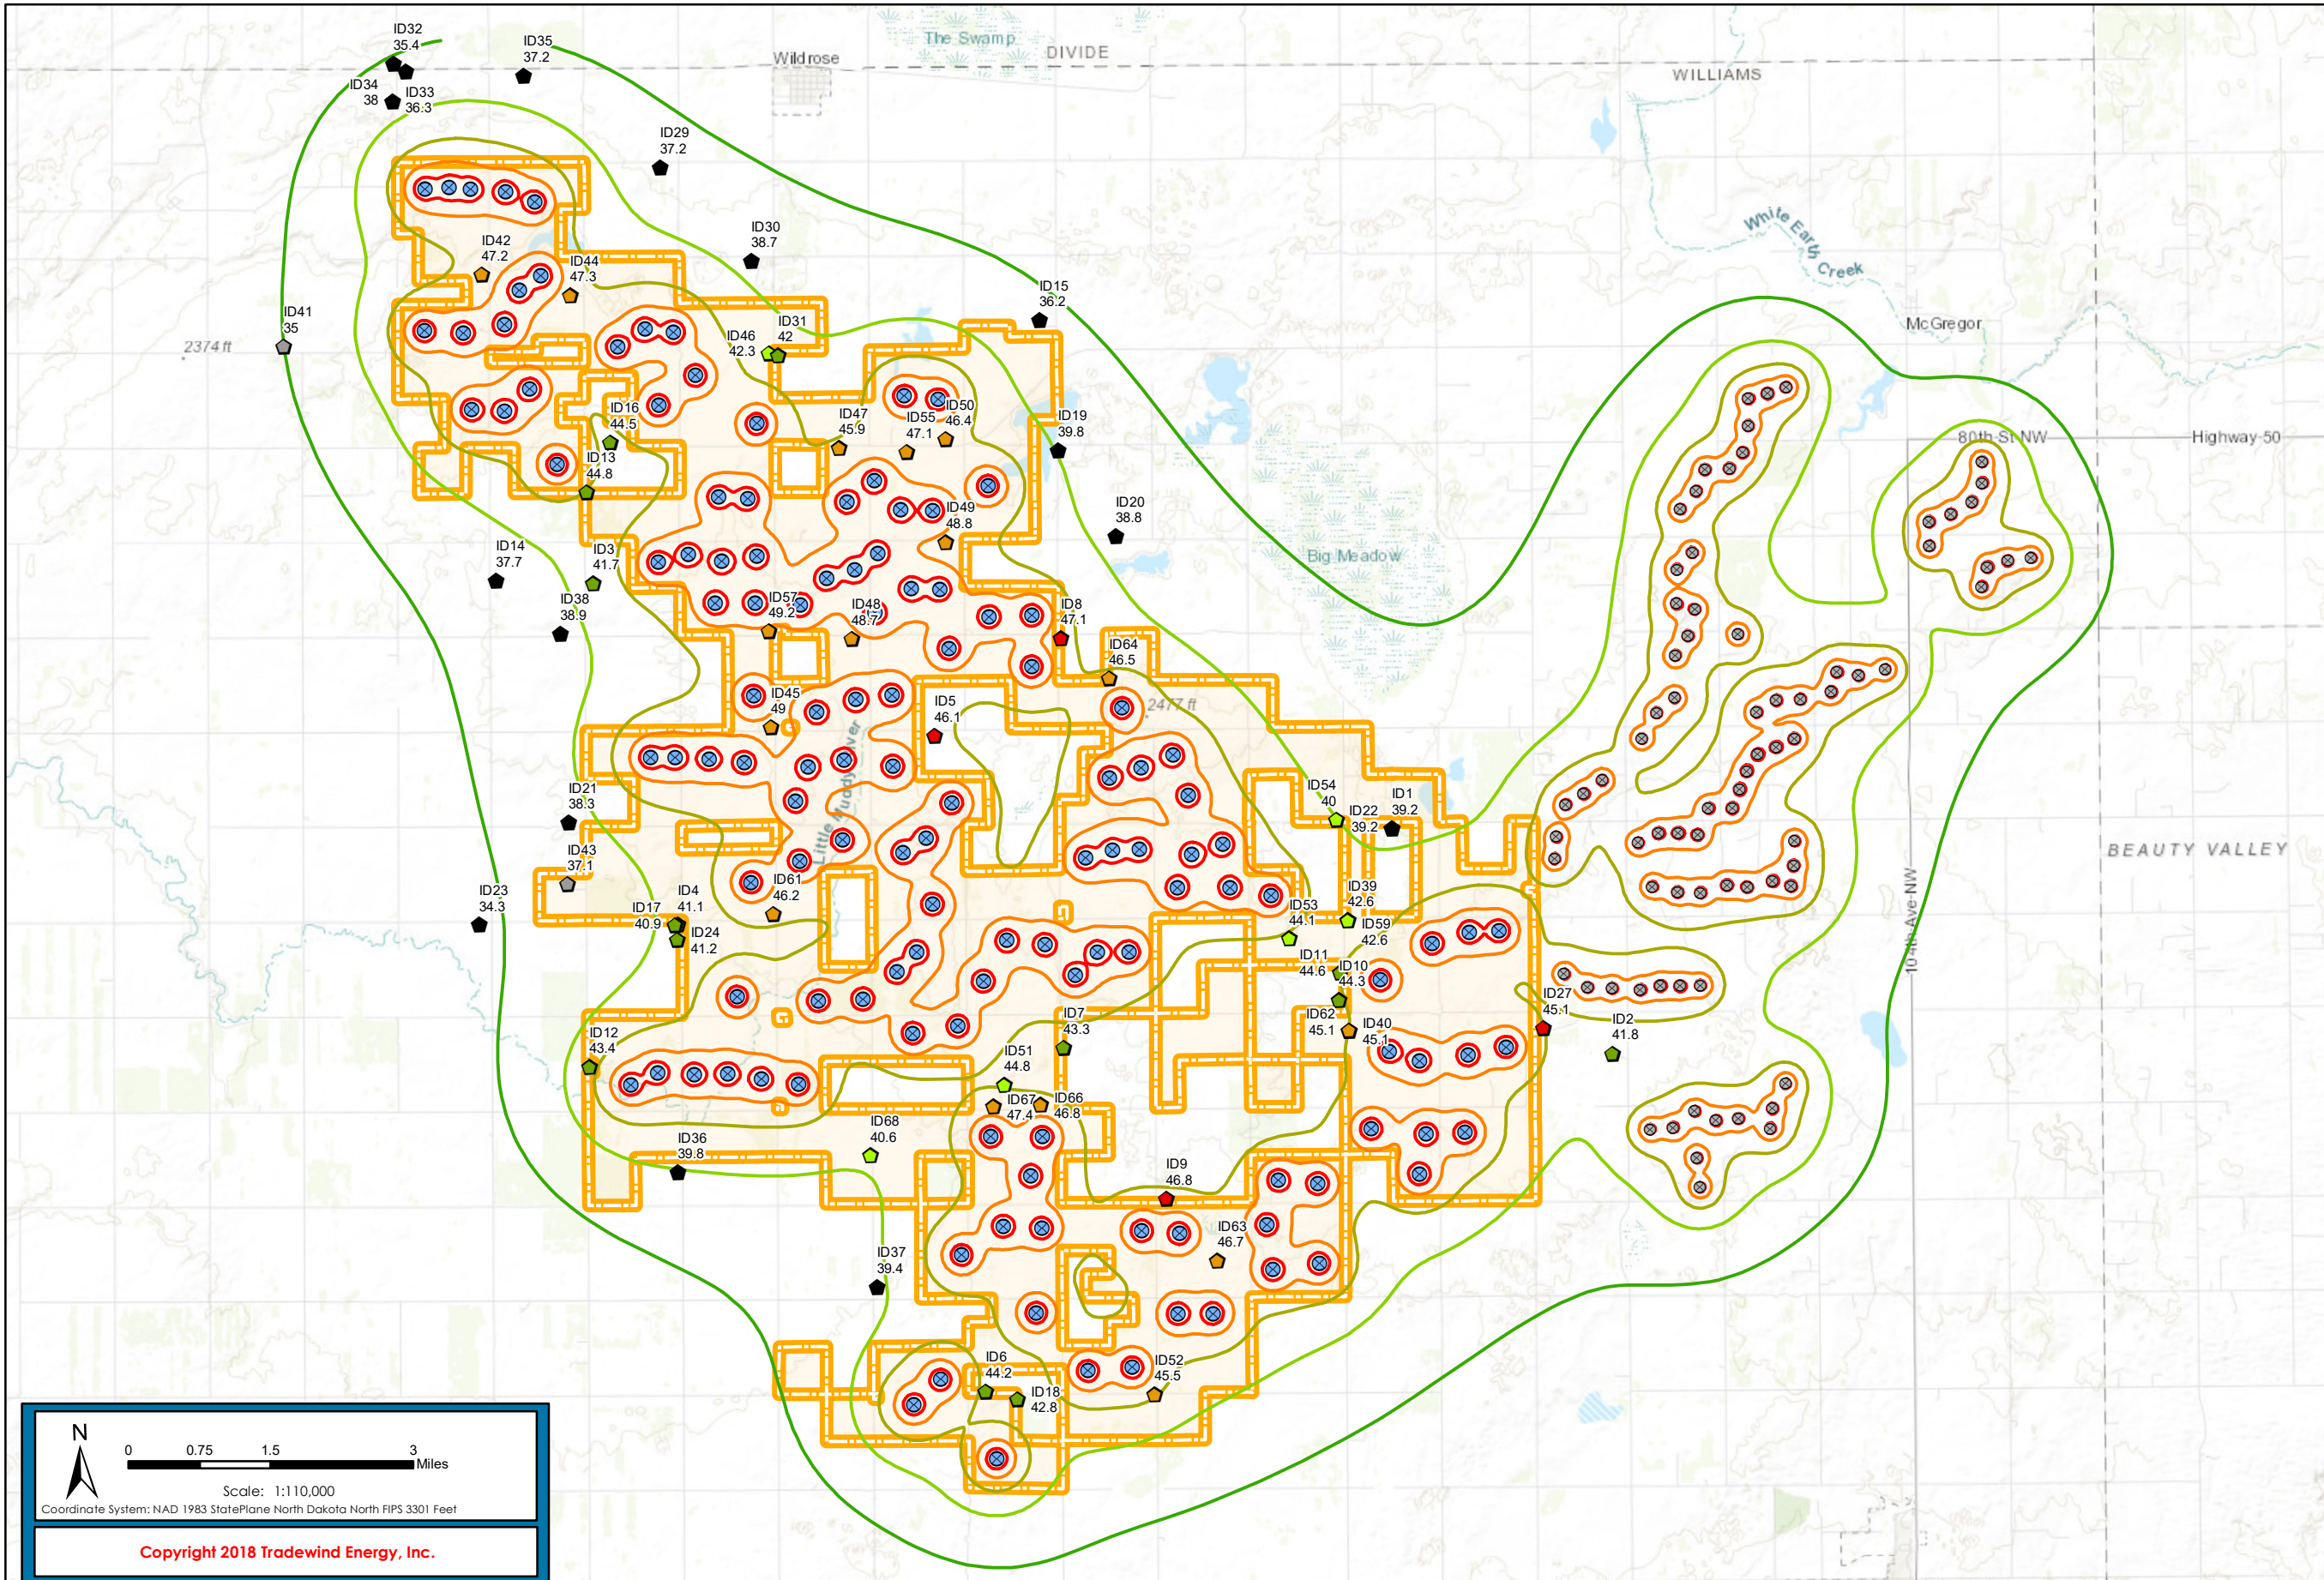 ID32
35.4
ID35
37.2
The Swamp
DIVIDE
Wildrose
WILLIAMS
ID34
38
ID33
36.3
ID29
37.2
White Earth
Creek
ID30
38.7
ID42
47.2
ID44
47.3
ID15
36.2
ID41
35
2374 ft
ID31
42
ID46
42.3
McGregor
ID16
44.5
ID47
45.9
ID55
47.1
ID50
46.4
ID19
39.8
80th-St NW
Highway-50
ID13
44.8
ID49
48.8
ID20
38.8
ID14
37.7
ID3
41.7
Big Meadow
ID38
38.9
ID57
49.2
ID48
48.7
ID8
47.1
ID64
46.5
ID45
49
ID5
46.1
2477 ft
Little Muddy River
ID21
38.3
ID54
40
ID22
39.2
ID1
39.2
ID43
37.1
BEAUTY VALLEY
ID23
34.3
ID17
40.9
ID4
41.1
ID24
41.2
ID61
46.2
ID53
44.1
ID39
42.6
ID59
42.6
104th-Ave-NW
ID11
44.6
ID10
44.3
ID12
43.4
ID7
43.3
ID62
45.1
ID40
45.1
ID27
45.1
ID2
41.8
ID51
44.8
ID67
47.4
ID66
46.8
ID36
39.8
ID68
40.6
ID9
46.8
ID37
39.4
ID63
46.7
ID6
44.2
ID18
42.8
ID52
45.5
N
0 0.75 1.5 3
Miles
Scale: 1:110,000
Coordinate System: NAD 1983 StatePlane North Dakota North FIPS 3301 Feet
Copyright 2018 Tradewind Energy, Inc.